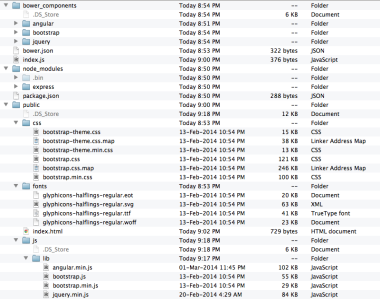 bower_components Today 8:54 PM -- Folder
.DS_Store Today 8:54 PM 6 KB Document
angular Today 8:51 PM -- Folder
bootstrap Today 8:54 PM -- Folder
jquery Today 8:54 PM -- Folder
bower.json Today 8:53 PM 322 bytes JSON
index.js Today 9:00 PM 376 bytes JavaScript
node_modules Today 8:50 PM -- Folder
.bin Today 8:50 PM -- Folder
express Today 8:50 PM -- Folder
package.json Today 8:50 PM 288 bytes JSON
public Today 9:00 PM -- Folder
.DS_Store Today 9:18 PM 12 KB Document
css Today 8:53 PM -- Folder
bootstrap-theme.css 13-Feb-2014 10:54 PM 15 KB CSS
bootstrap-theme.css.map 13-Feb-2014 10:54 PM 38 KB Linker Address Map
bootstrap-theme.min.css 13-Feb-2014 10:54 PM 13 KB CSS
bootstrap.css 13-Feb-2014 10:54 PM 121 KB CSS
bootstrap.css.map 13-Feb-2014 10:54 PM 246 KB Linker Address Map
bootstrap.min.css 13-Feb-2014 10:54 PM 100 KB CSS
fonts Today 8:53 PM -- Folder
glyphicons-halflings-regular.eot 13-Feb-2014 10:54 PM 20 KB Document
glyphicons-halflings-regular.svg 13-Feb-2014 10:54 PM 63 KB XML
glyphicons-halflings-regular.ttf 13-Feb-2014 10:54 PM 41 KB TrueType font
glyphicons-halflings-regular.woff 13-Feb-2014 10:54 PM 23 KB Document
index.html Today 9:02 PM 729 bytes HTML document
js Today 9:18 PM -- Folder
.DS_Store Today 9:18 PM 6 KB Document
lib Today 9:17 PM -- Folder
angular.min.js 01-Mar-2014 11:45 PM 102 KB JavaScript
bootstrap.js 13-Feb-2014 10:54 PM 55 KB JavaScript
bootstrap.min.js 13-Feb-2014 10:54 PM 29 KB JavaScript
jquery.min.js 20-Feb-2014 4:29 AM 84 KB JavaScript